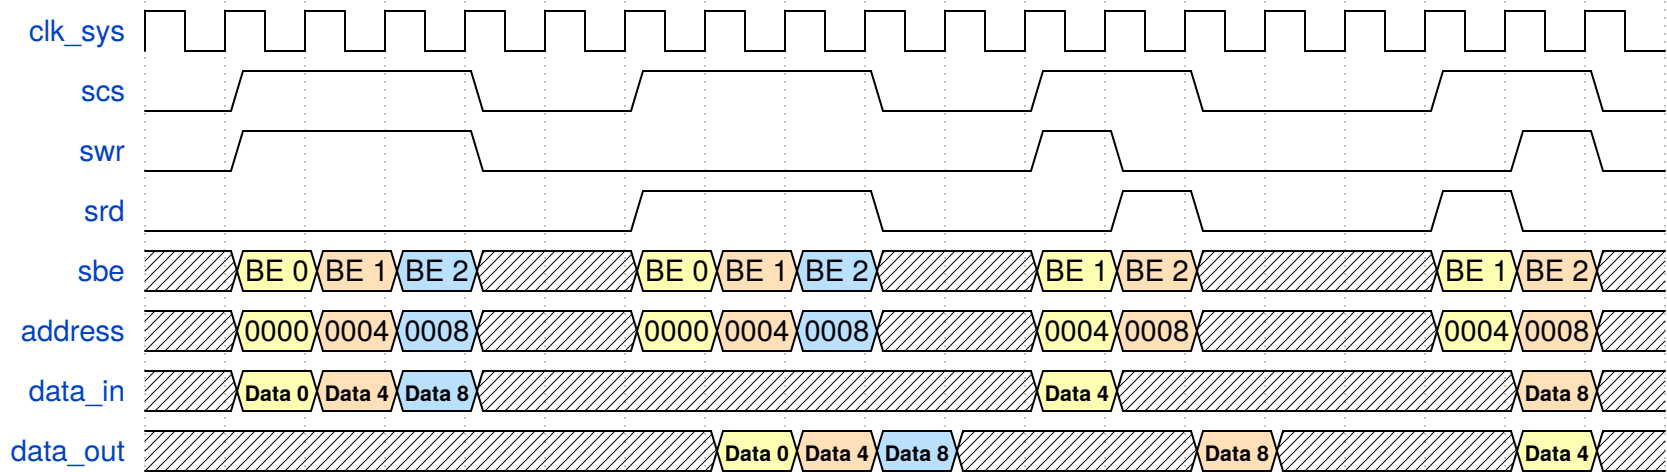 clk_sys
scs
swr
srd
sbe BE 0 BE 1 BE 2 BE 0 BE 1 BE 2 BE 1 BE 2 BE 1 BE 2
address 0000 0004 0008 0000 0004 0008 0004 0008 0004 0008
data_in Data 0 Data 4 Data 8 Data 4 Data 8
data_out Data 0 Data 4 Data 8 Data 8 Data 4